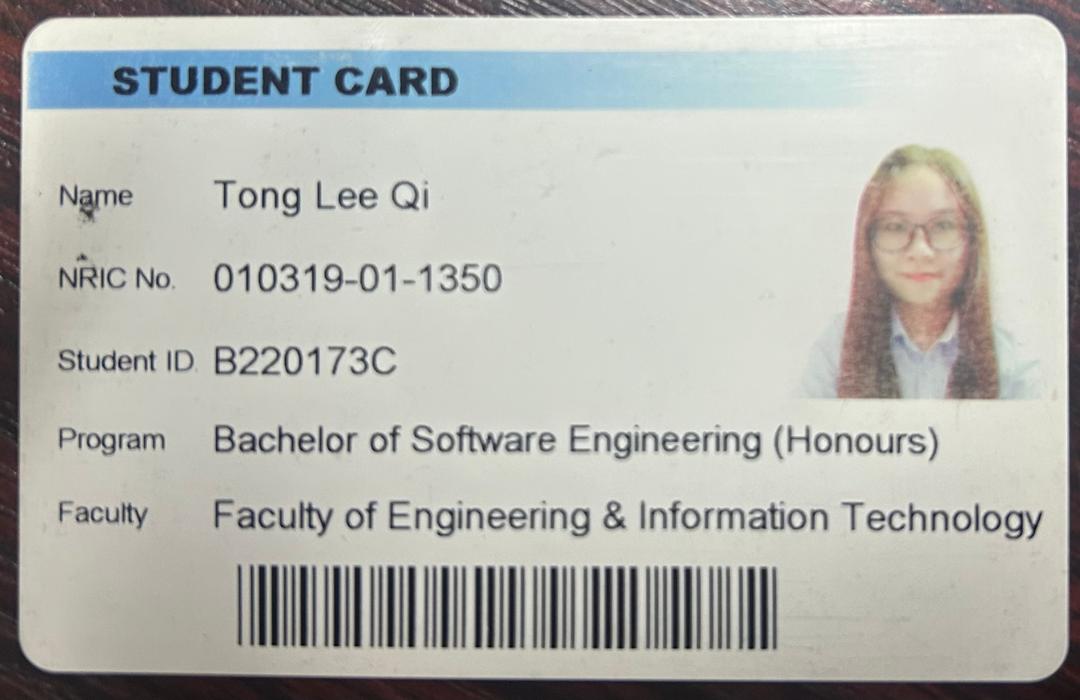 STUDENT CARD
Name Tong Lee Qi
NRIC No. 010319-01-1350
Student ID B220173C
Program Bachelor of Software Engineering (Honours)
Faculty Faculty of Engineering & Information Technology